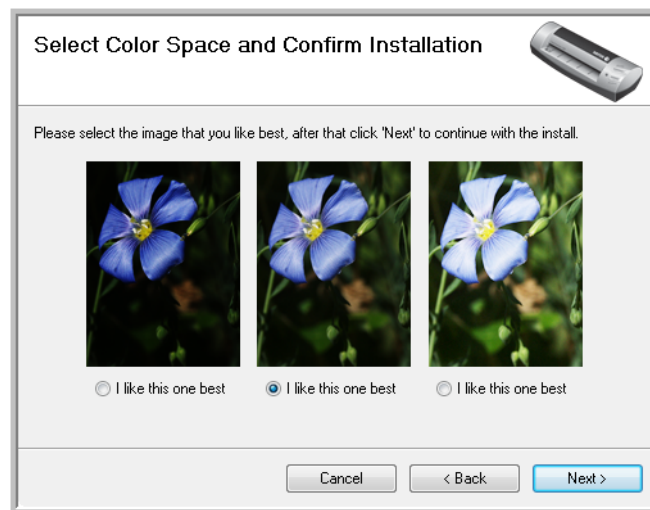 Select Color Space and Confirm Installation
Please select the image that you like best, after that click 'Next' to continue with the install.
I like this one best
I like this one best
I like this one best
Cancel
< Back
Next >